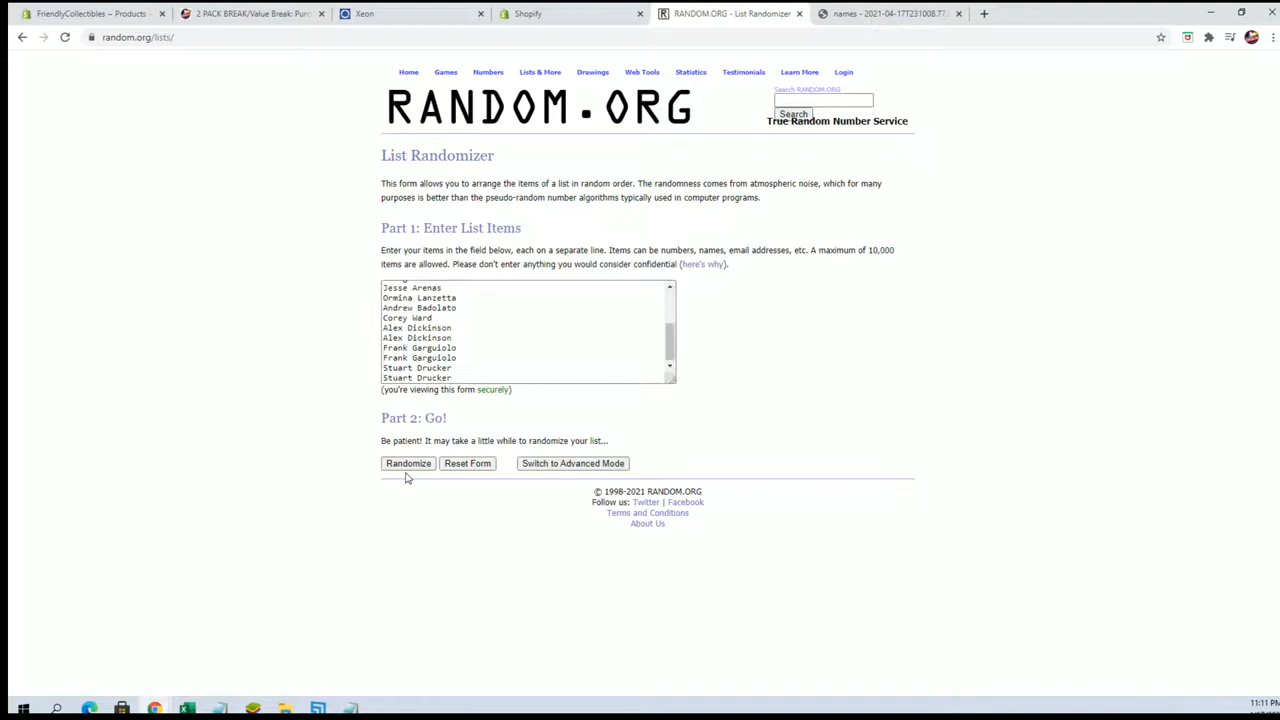 FriendlyCollectibles ~ Products
2 PACK BREAK/Value Break: Pur
Xeon
Shopify
RANDOM.ORG - List Randomizer
names - 2021-04-17T231008.77
random.org/lists/
Home
Games
Numbers
Lists & More
Drawings
Web Tools
Statistics
Testimonials
Learn More
Login
Search RANDOM.ORG
RANDOM.ORG
Search
True Random Number Service
List Randomizer
This form allows you to arrange the items of a list in random order. The randomness comes from atmospheric noise, which for many
purposes is better than the pseudo-random number algorithms typically used in computer programs.
Part 1: Enter List Items
Enter your items in the field below, each on a separate line. Items can be numbers, names, email addresses, etc. A maximum of 10,000
items are allowed. Please don't enter anything you would consider confidential (here's why).
Jesse Arenas
Ormina Lanzetta
Andrew Badolato
Corey Ward
Alex Dickinson
Alex Dickinson
Frank Garguiolo
Frank Garguiolo
Stuart Drucker
Stuart Drucker
(you're viewing this form securely)
Part 2: Go!
Be patient! It may take a little while to randomize your list...
Randomize
Reset Form
Switch to Advanced Mode
© 1998-2021 RANDOM.ORG
Follow us: Twitter | Facebook
Terms and Conditions
About Us
11:11 PM